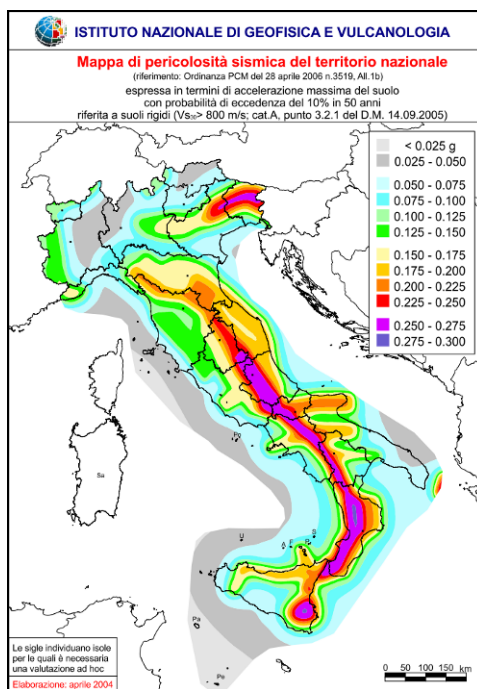 ISTITUTO NAZIONALE DI GEOFISICA E VULCANOLOGIA
Mappa di pericolosità sismica del territorio nazionale
(riferimento: Ordinanza PCM del 28 aprile 2006 n.3519, All.1b)
espressa in termini di accelerazione massima del suolo
con probabilità di eccedenza del 10% in 50 anni
riferita a suoli rigidi (Vs₃₀> 800 m/s; cat.A, punto 3.2.1 del D.M. 14.09.2005)
< 0.025 g
0.025 - 0.050
0.050 - 0.075
0.075 - 0.100
0.100 - 0.125
0.125 - 0.150
0.150 - 0.175
0.175 - 0.200
0.200 - 0.225
0.225 - 0.250
0.250 - 0.275
0.275 - 0.300
Po
Sa
S
U
A F P
Pa
Pe
Le sigle individuano isole
per le quali è necessaria
una valutazione ad hoc
Elaborazione: aprile 2004
0 50 100 150 km